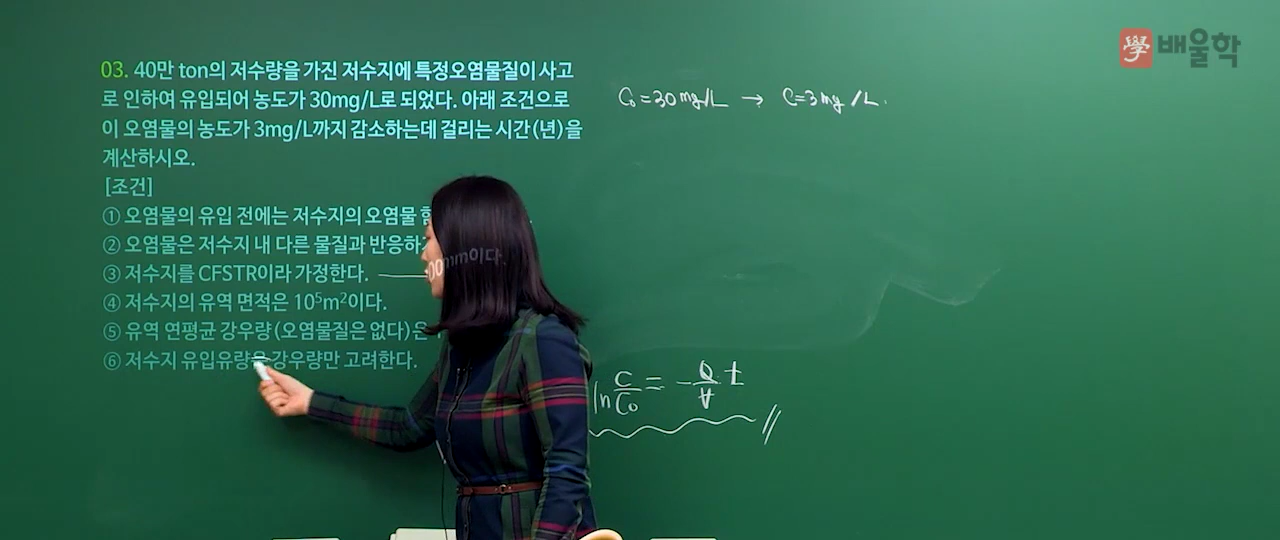 學 배울학
03. 40만 ton의 저수량을 가진 저수지에 특정오염물질이 사고
로 인하여 유입되어 농도가 30mg/L로 되었다. 아래 조건으로
이 오염물의 농도가 3mg/L까지 감소하는데 걸리는 시간(년)을
계산하시오.
[조건]
① 오염물의 유입 전에는 저수지의 오염물
② 오염물은 저수지 내 다른 물질과
③ 저수지를 CFSTR이라 가정한다.
④ 저수지의 유역 면적은 10⁵m²이다.
⑤ 유역 연평균 강우량(오염물질은 없다)은 00mm이다.
⑥ 저수지 유입유량은 강우량만 고려한다.
C₀=30mg/L → C=3mg/L.
ln C/C₀ = -Q/V t